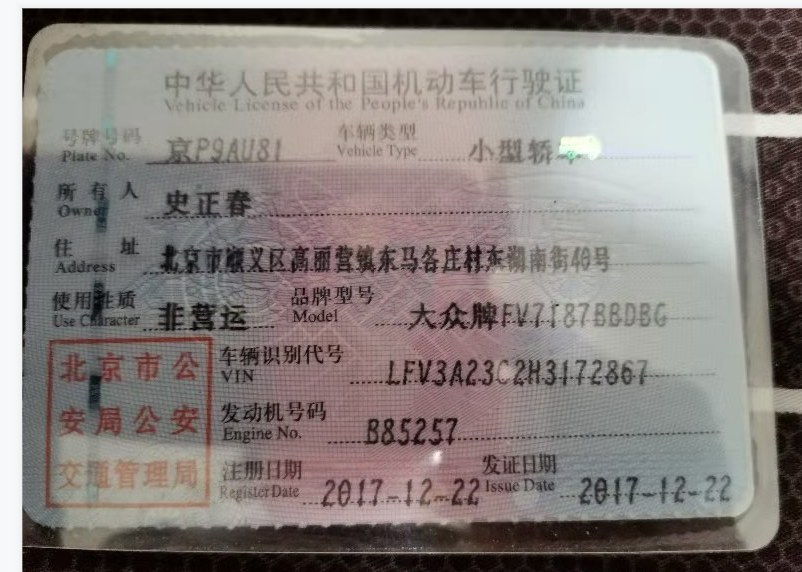 中华人民共和国机动车行驶证
Vehicle License of the People's Republic of China
号牌号码 京P9AU81 车辆类型 小型轿车
Plate No. Vehicle Type
所有人 史正春
Owner
住址 北京市顺义区高丽营镇东马各庄村东湖南街40号
Address
使用性质 非营运 品牌型号 大众牌FV7187BBDBG
Use Character Model
北京市公安局公安交通管理局
车辆识别代号 LFV3A23C2H3172867
VIN
发动机号码 B85257
Engine No.
注册日期 2017-12-22 发证日期 2017-12-22
Register Date Issue Date